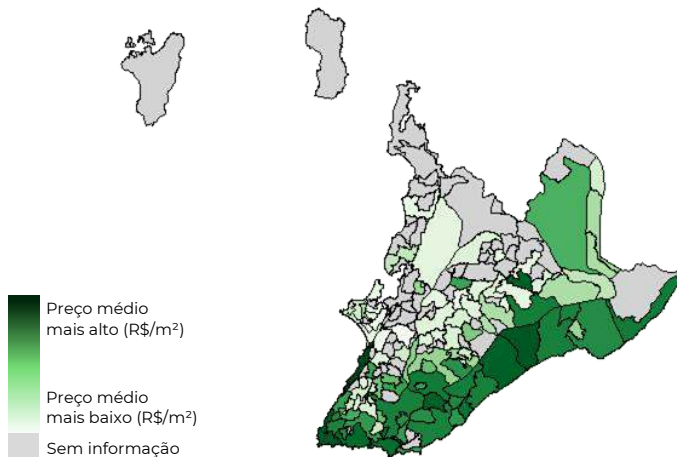 Preço médio
mais alto (R$/m²)
Preço médio
mais baixo (R$/m²)
Sem informação